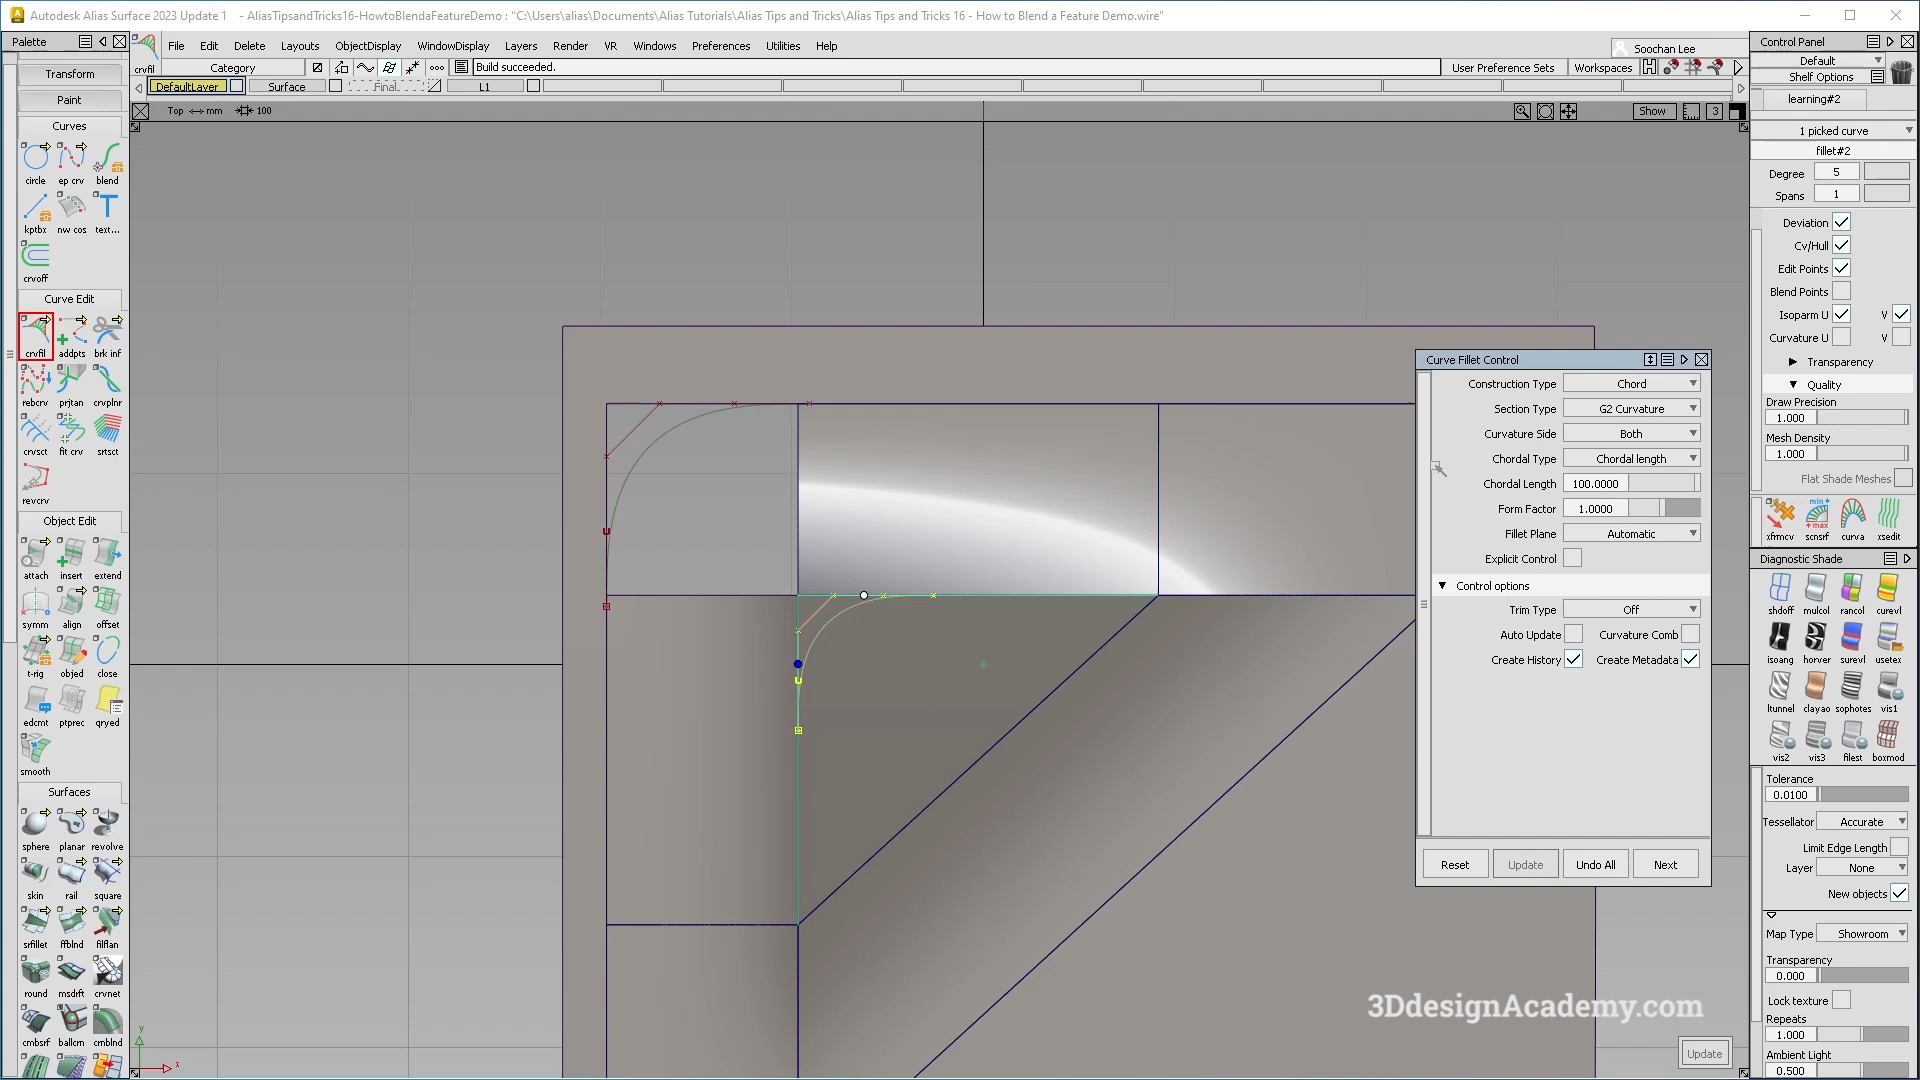 Autodesk Alias Surface 2023 Update 1 - AliasTipsandTricks16-HowtoBlendaFeatureDemo : "C:\Users\alias\Documents\Alias Tutorials\Alias Tips and Tricks\Alias Tips and Tricks 16 - How to Blend a Feature Demo.wire"
Palette
crvfil
File Edit Delete Layouts ObjectDisplay WindowDisplay Layers Render VR Windows Preferences Utilities Help
Soochan Lee
Category
Build succeeded.
User Preference Sets
Workspaces
DefaultLayer Surface Final L1
Top mm 100
Show
3
Transform
Paint
Curves
circle ep crv blend
kptbx nw cos text...
crvoff
Curve Edit
crvfil addpts brk inf
rebcrv prjtan crvplnr
crvsct fit crv srtsct
revcrv
Object Edit
attach insert extend
symm align offset
t-rig objed close
edcmt ptprec qryed
smooth
Surfaces
sphere planar revolve
skin rail square
srfillet ffblnd filflan
round msdrft crvnet
cmbsrf ballcrn crnblnd
y
x
Curve Fillet Control
Construction Type Chord
Section Type G2 Curvature
Curvature Side Both
Chordal Type Chordal length
Chordal Length 100.0000
Form Factor 1.0000
Fillet Plane Automatic
Explicit Control
Control options
Trim Type Off
Auto Update Curvature Comb
Create History Create Metadata
Reset Update Undo All Next
3DdesignAcademy.com
Update
Control Panel
Default
Shelf Options
learning#2
1 picked curve
fillet#2
Degree 5
Spans 1
Deviation
Cv/Hull
Edit Points
Blend Points
Isoparm U V
Curvature U V
Transparency
Quality
Draw Precision
1.000
Mesh Density
1.000
Flat Shade Meshes
min +max
xfrmcv scnsrf curva xsedit
Diagnostic Shade
shdoff mulcol rancol curevl
isoang horver surevl usetex
ltunnel clayao sophotes vis1
vis2 vis3 filest boxmod
Tolerance
0.0100
Tessellator Accurate
Limit Edge Length
Layer None
New objects
Map Type Showroom
Transparency
0.000
Lock texture
Repeats
1.000
Ambient Light
0.500